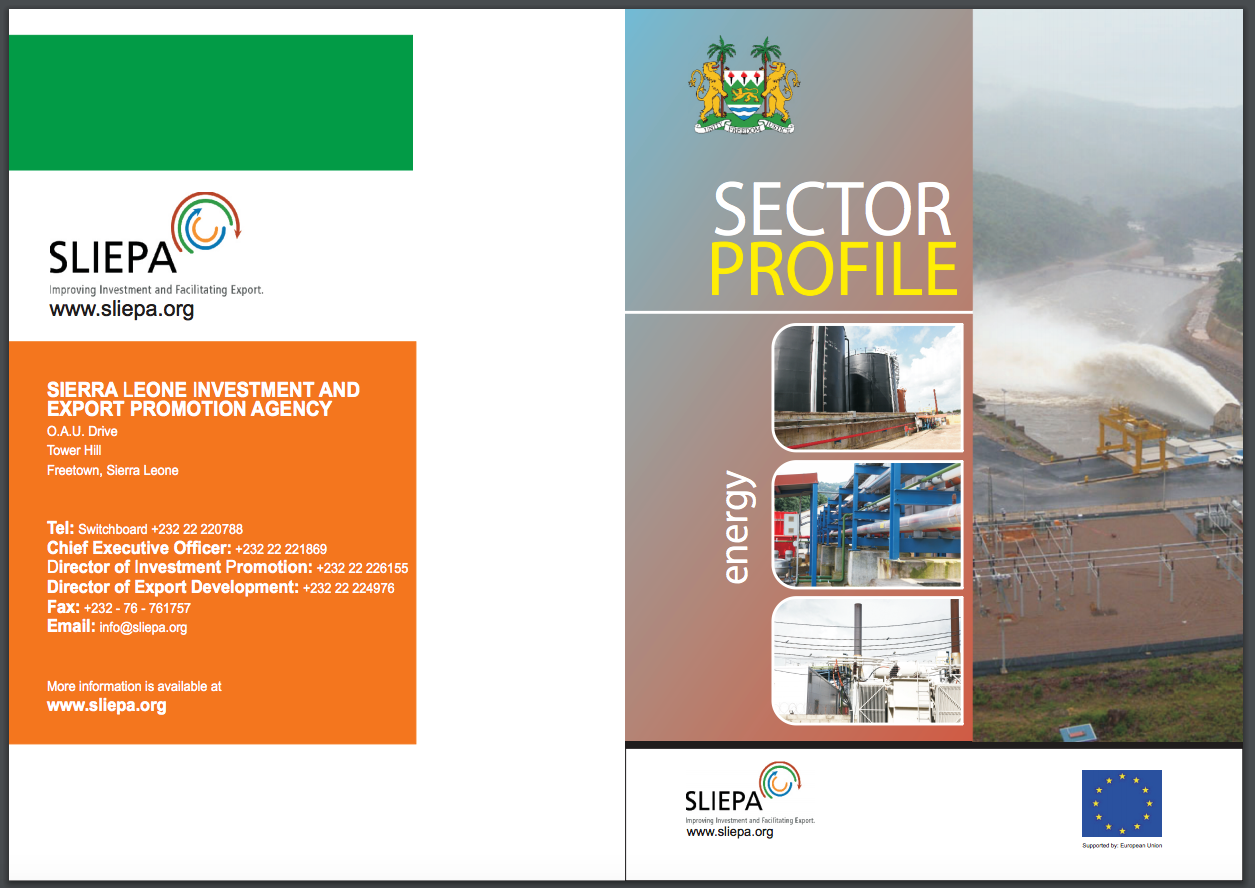 SLIEPA
Improving Investment and Facilitating Export.
www.sliepa.org
SIERRA LEONE INVESTMENT AND
EXPORT PROMOTION AGENCY
O.A.U. Drive
Tower Hill
Freetown, Sierra Leone
Tel: Switchboard +232 22 220788
Chief Executive Officer: +232 22 221869
Director of Investment Promotion: +232 22 226155
Director of Export Development: +232 22 224976
Fax: +232 - 76 - 761757
Email: info@sliepa.org
More information is available at
www.sliepa.org
UNITY FREEDOM JUSTICE
SECTOR
PROFILE
energy
SLIEPA
Improving Investment and Facilitating Export.
www.sliepa.org
Supported by: European Union